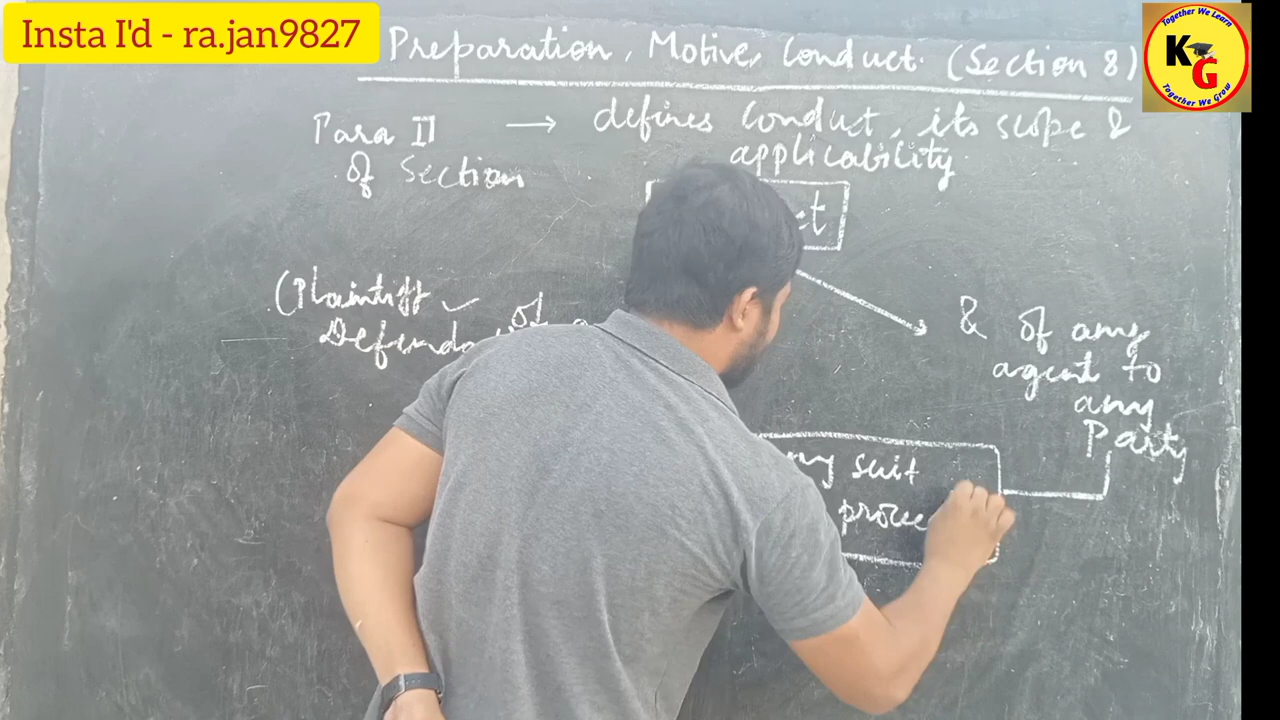 Insta I'd - ra.jan9827
Preparation, Motive, Conduct. (Section 8)
Together We Learn
KG
Together We Grow
Para II → defines Conduct, its scope &
of Section applicability
(Plaintiff ✓ of
& of any
agent to
any
Party
suit